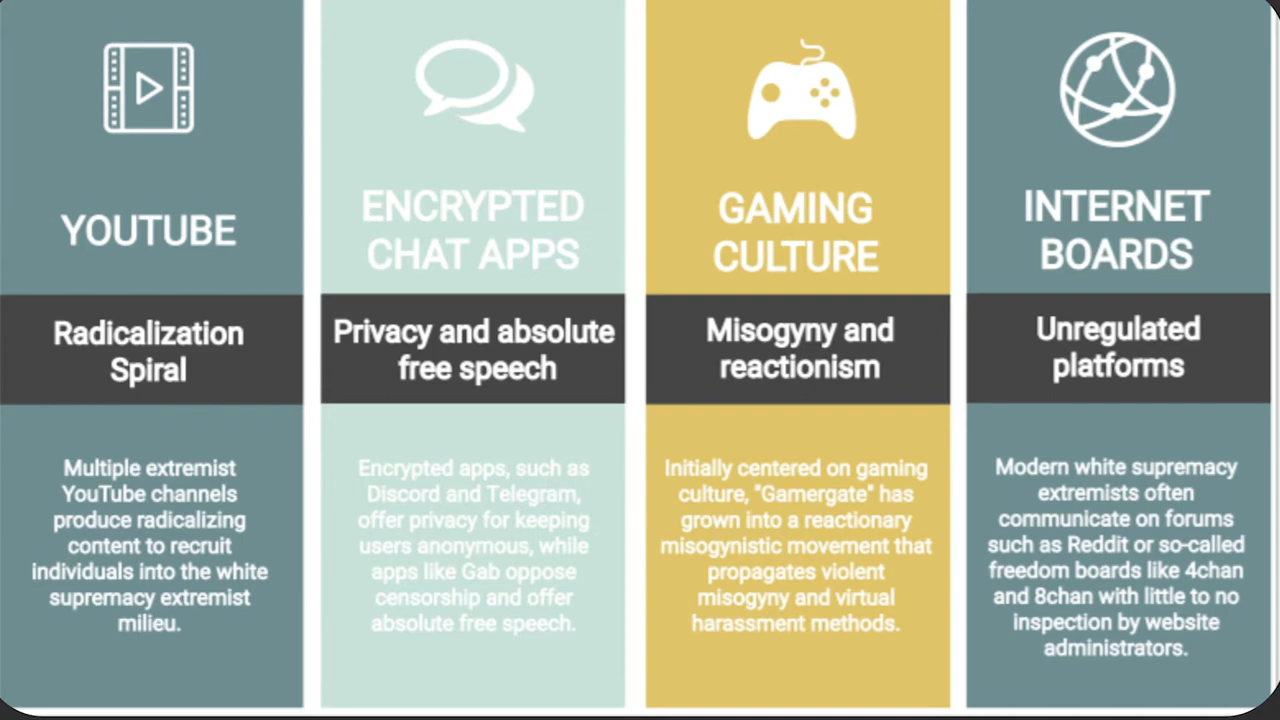 YOUTUBE
Radicalization
Spiral
Multiple extremist
YouTube channels
produce radicalizing
content to recruit
individuals into the white
supremacy extremist
milieu.
ENCRYPTED
CHAT APPS
Privacy and absolute
free speech
Encrypted apps, such as
Discord and Telegram,
offer privacy for keeping
users anonymous, while
apps like Gab oppose
censorship and offer
absolute free speech.
GAMING
CULTURE
Misogyny and
reactionism
Initially centered on gaming
culture, "Gamergate" has
grown into a reactionary
misogynistic movement that
propagates violent
misogyny and virtual
harassment methods.
INTERNET
BOARDS
Unregulated
platforms
Modern white supremacy
extremists often
communicate on forums
such as Reddit or so-called
freedom boards like 4chan
and 8chan with little to no
inspection by website
administrators.